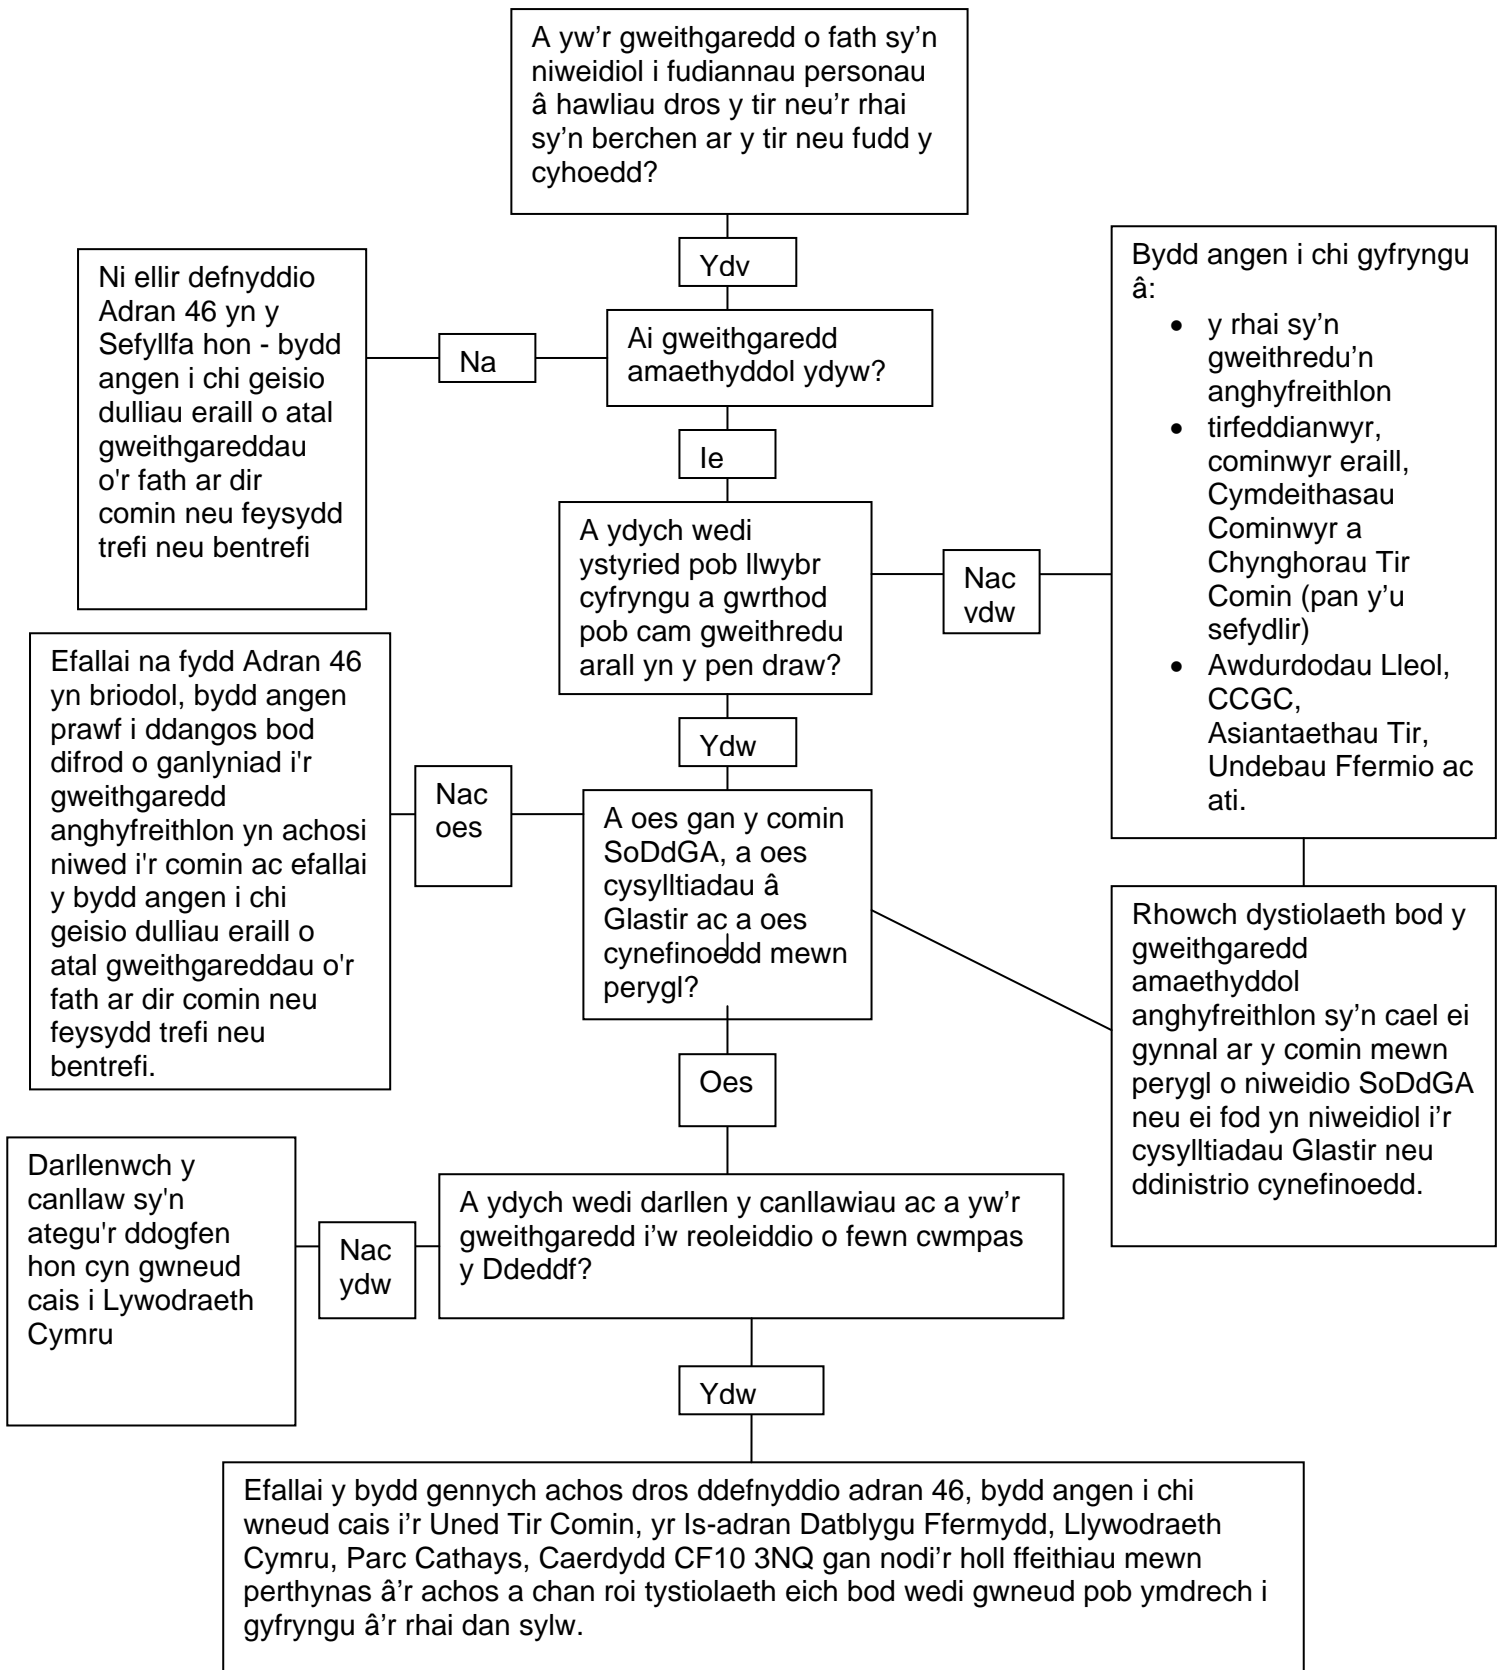 A yw'r gweithgaredd o fath sy'n
niweidiol i fudiannau personau
â hawliau dros y tir neu'r rhai
sy'n berchen ar y tir neu fudd y
cyhoedd?
Ydv
Ni ellir defnyddio
Adran 46 yn y
Sefyllfa hon - bydd
angen i chi geisio
dulliau eraill o atal
gweithgareddau
o'r fath ar dir
comin neu feysydd
trefi neu bentrefi
Na
Ai gweithgaredd
amaethyddol ydyw?
Ie
Bydd angen i chi gyfryngu
â:
• y rhai sy'n
gweithredu'n
anghyfreithlon
• tirfeddianwyr,
cominwyr eraill,
Cymdeithasau
Cominwyr a
Chynghorau Tir
Comin (pan y'u
sefydlir)
• Awdurdodau Lleol,
CCGC,
Asiantaethau Tir,
Undebau Ffermio ac
ati.
A ydych wedi
ystyried pob llwybr
cyfryngu a gwrthod
pob cam gweithredu
arall yn y pen draw?
Nac
ydw
Ydw
Efallai na fydd Adran 46
yn briodol, bydd angen
prawf i ddangos bod
difrod o ganlyniad i'r
gweithgaredd
anghyfreithlon yn achosi
niwed i'r comin ac efallai
y bydd angen i chi
geisio dulliau eraill o
atal gweithgareddau o'r
fath ar dir comin neu
feysydd trefi neu
bentrefi.
Nac
oes
A oes gan y comin
SoDdGA, a oes
cysylltiadau â
Glastir ac a oes
cynefinoedd mewn
perygl?
Rhowch dystiolaeth bod y
gweithgaredd
amaethyddol
anghyfreithlon sy'n cael ei
gynnal ar y comin mewn
perygl o niweidio SoDdGA
neu ei fod yn niweidiol i'r
cysylltiadau Glastir neu
ddinistrio cynefinoedd.
Oes
Darllenwch y
canllaw sy'n
ategu'r ddogfen
hon cyn gwneud
cais i Lywodraeth
Cymru
Nac
ydw
A ydych wedi darllen y canllawiau ac a yw'r
gweithgaredd i'w reoleiddio o fewn cwmpas
y Ddeddf?
Ydw
Efallai y bydd gennych achos dros ddefnyddio adran 46, bydd angen i chi
wneud cais i'r Uned Tir Comin, yr Is-adran Datblygu Ffermydd, Llywodraeth
Cymru, Parc Cathays, Caerdydd CF10 3NQ gan nodi'r holl ffeithiau mewn
perthynas â'r achos a chan roi tystiolaeth eich bod wedi gwneud pob ymdrech i
gyfryngu â'r rhai dan sylw.